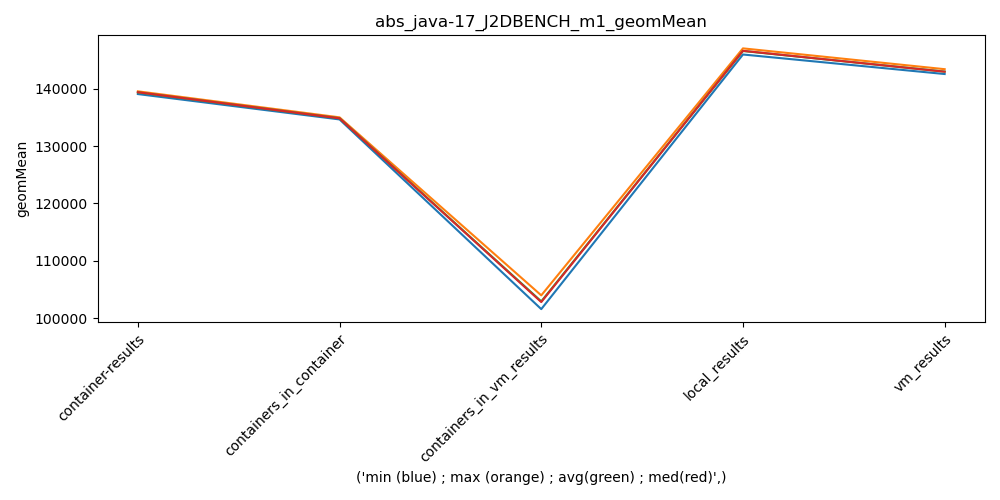 abs_java-17_J2DBENCH_m1_geomMean
geomMean
140000
130000
120000
110000
100000
container-results
containers_in_container
containers_in_vm_results
local_results
vm_results
('min (blue) ; max (orange) ; avg(green) ; med(red)',)